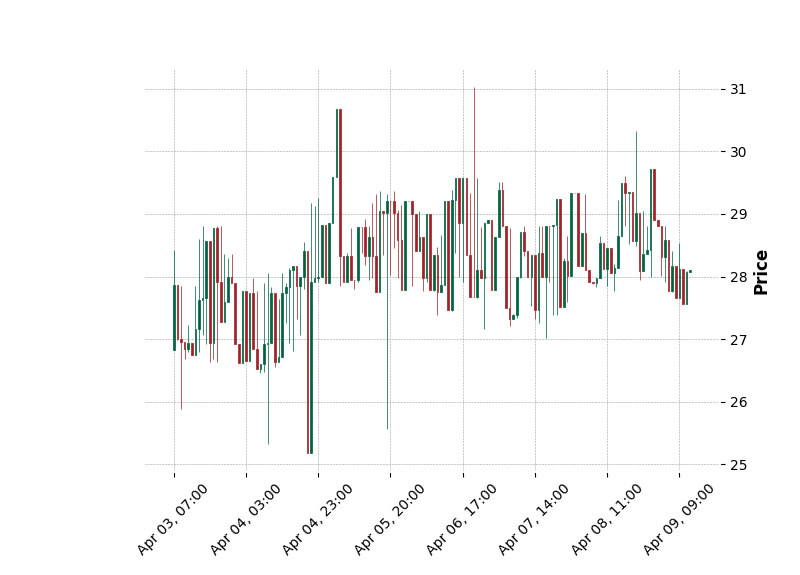 31
30
29
28
27
26
25
Price
Apr 03, 07:00
Apr 04, 03:00
Apr 04, 23:00
Apr 05, 20:00
Apr 06, 17:00
Apr 07, 14:00
Apr 08, 11:00
Apr 09, 09:00